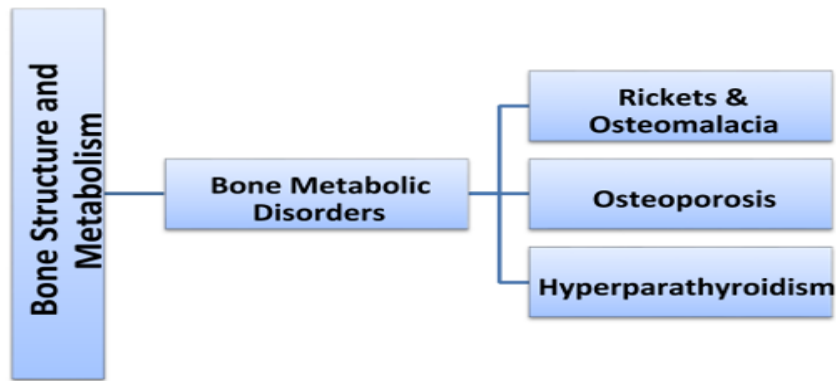 Bone Structure and
Metabolism
Bone Metabolic
Disorders
Rickets &
Osteomalacia
Osteoporosis
Hyperparathyroidism